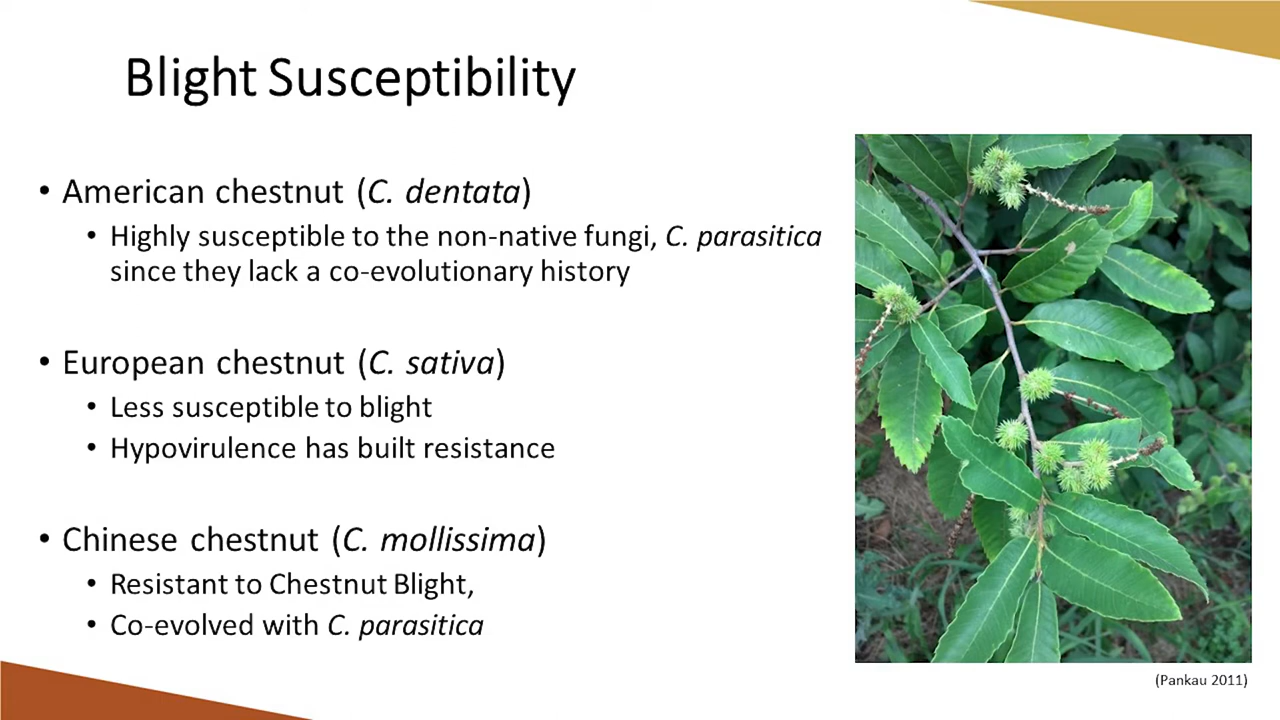 Blight Susceptibility
• American chestnut (C. dentata)
• Highly susceptible to the non-native fungi, C. parasitica
since they lack a co-evolutionary history
• European chestnut (C. sativa)
• Less susceptible to blight
• Hypovirulence has built resistance
• Chinese chestnut (C. mollissima)
• Resistant to Chestnut Blight,
• Co-evolved with C. parasitica
(Pankau 2011)